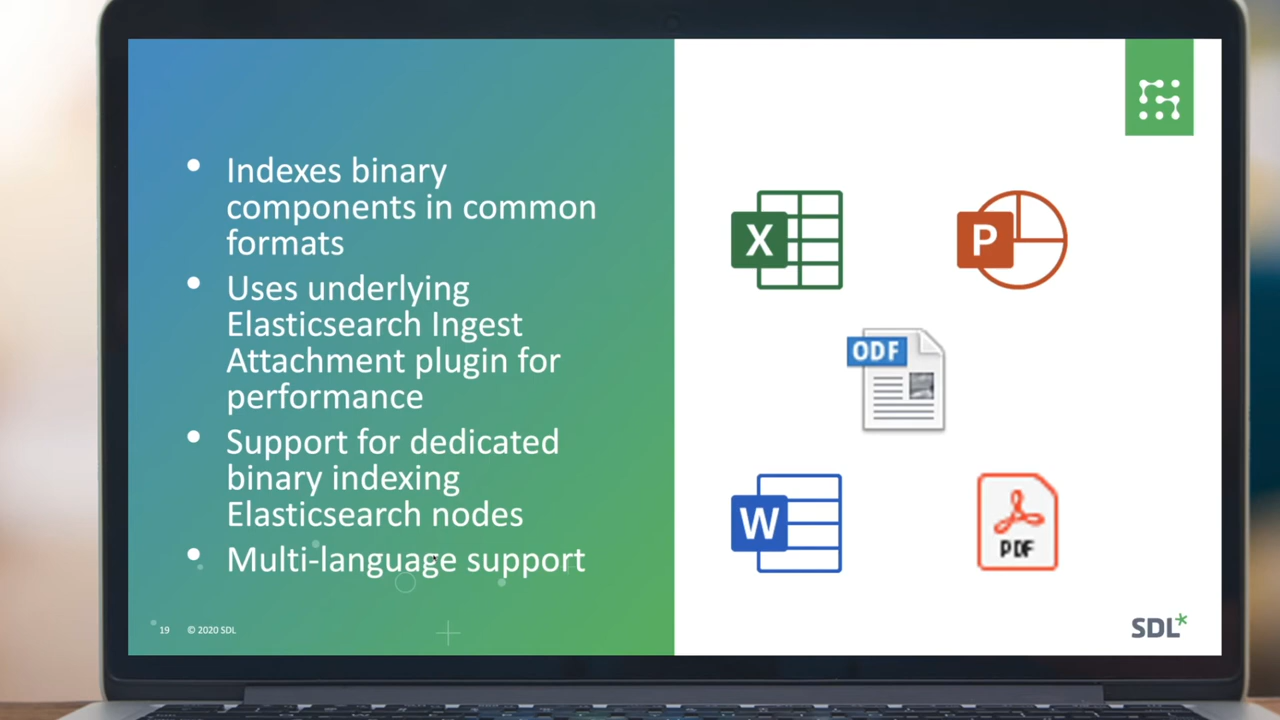 • Indexes binary
components in common
formats
• Uses underlying
Elasticsearch Ingest
Attachment plugin for
performance
• Support for dedicated
binary indexing
Elasticsearch nodes
• Multi-language support
19 © 2020 SDL
X
P
ODF
W
PDF
SDL*